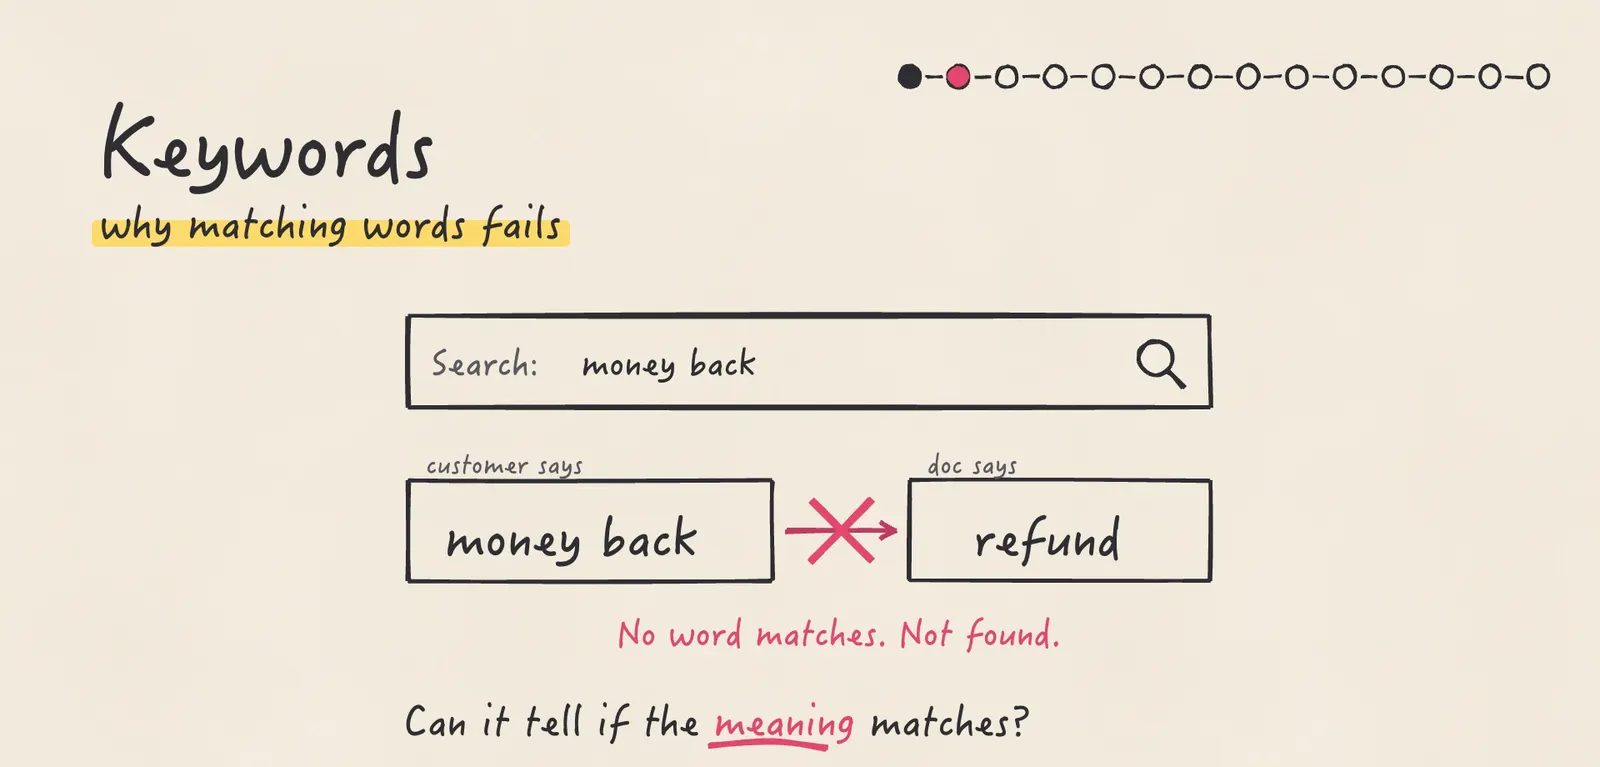 Keywords
why matching words fails
Search: money back
customer says
doc says
money back
refund
No word matches. Not found.
Can it tell if the meaning matches?